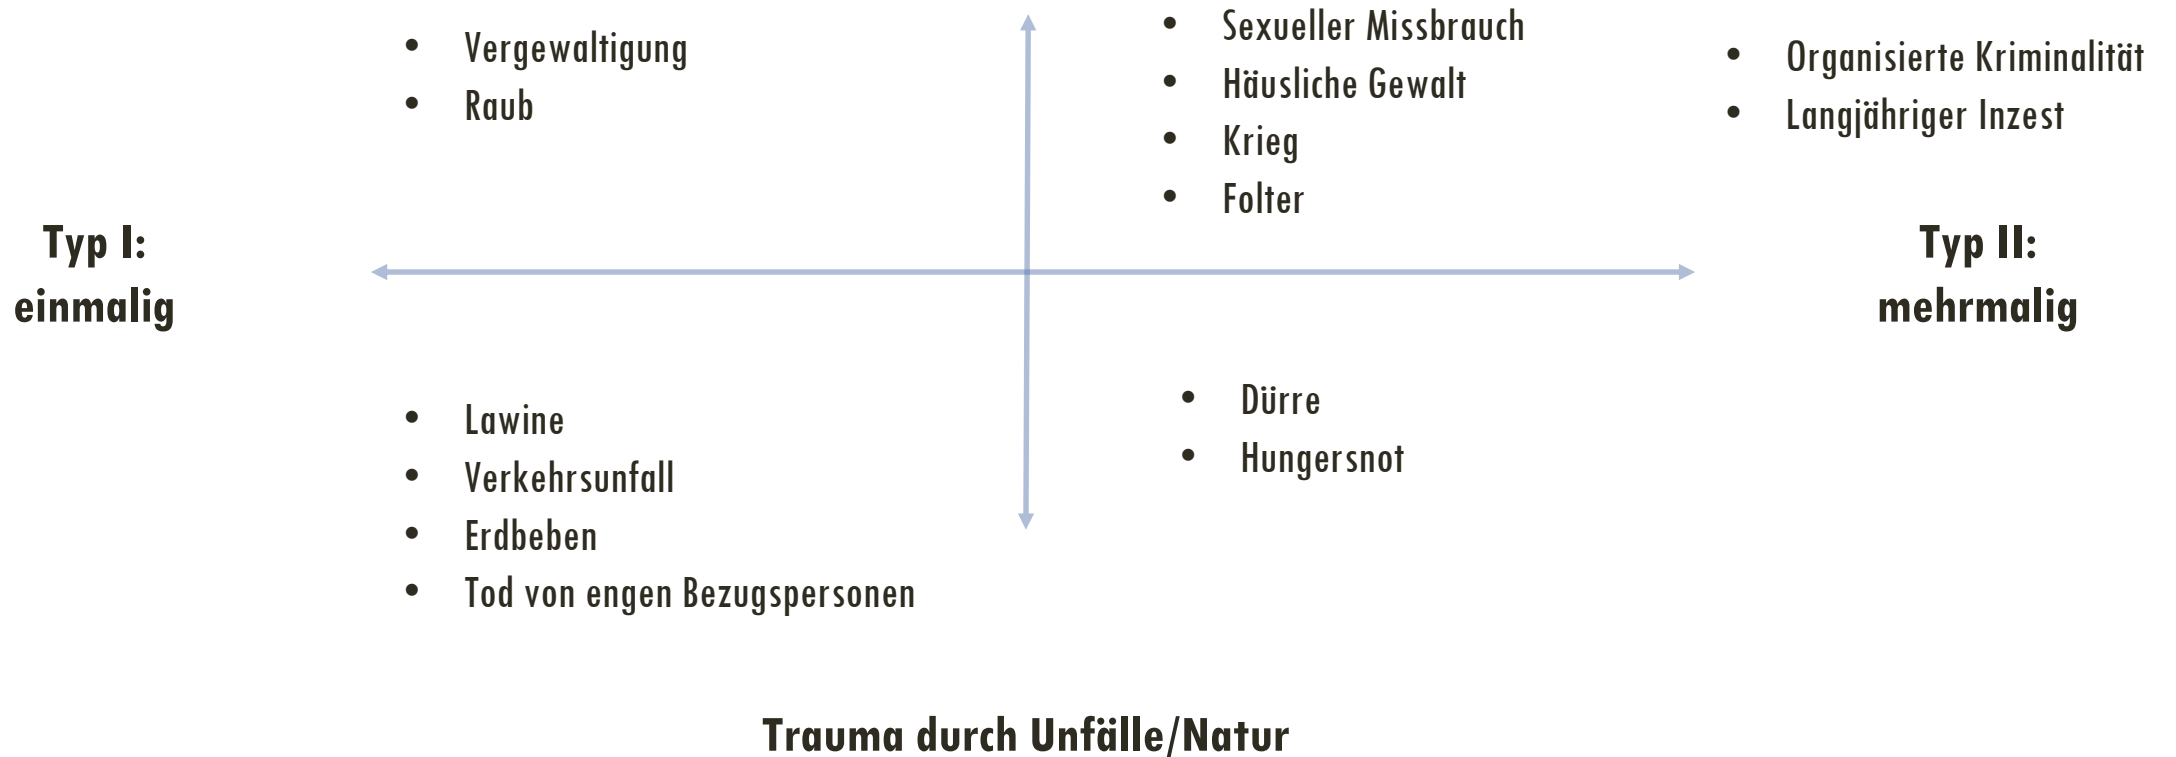 • Vergewaltigung
• Raub
• Sexueller Missbrauch
• Häusliche Gewalt
• Krieg
• Folter
• Organisierte Kriminalität
• Langjähriger Inzest
Typ I:
einmalig
Typ II:
mehrmalig
• Lawine
• Verkehrsunfall
• Erdbeben
• Tod von engen Bezugspersonen
• Dürre
• Hungersnot
Trauma durch Unfälle/Natur